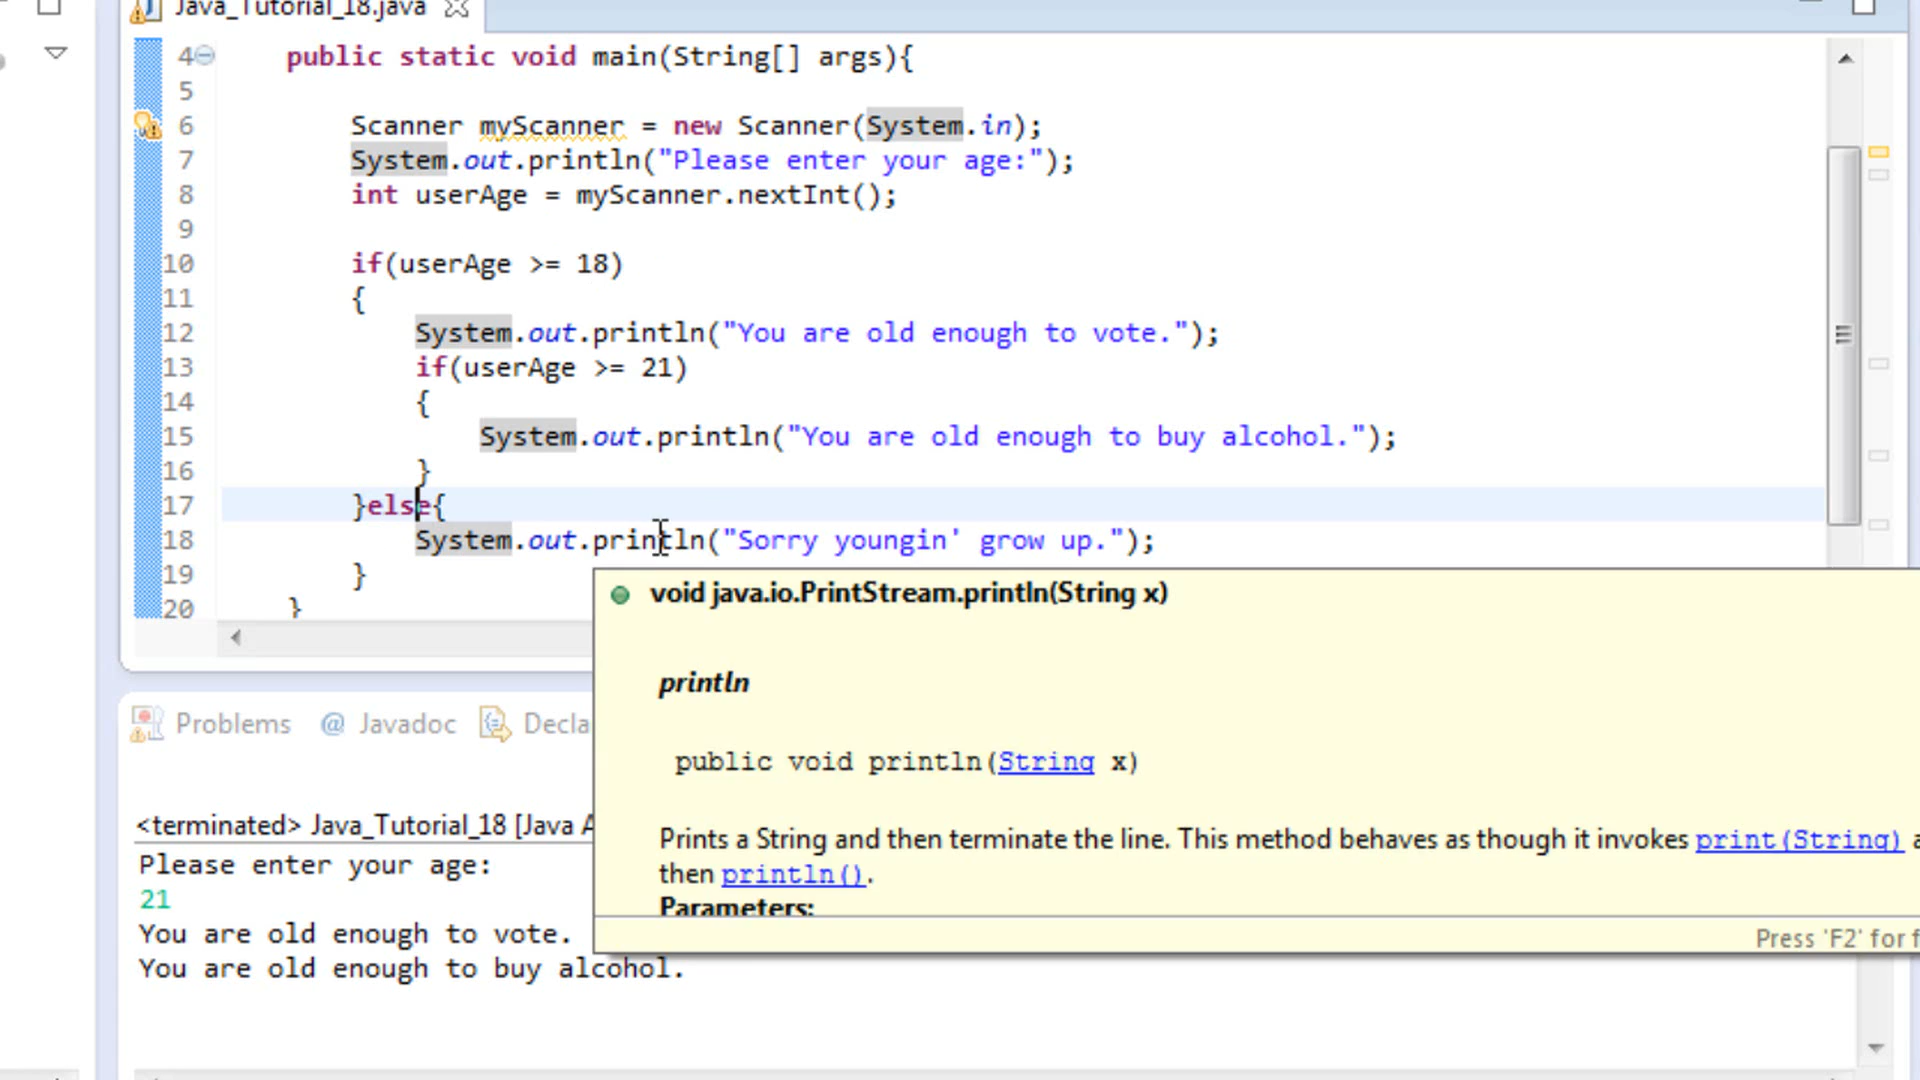 Java_Tutorial_18.java
4 public static void main(String[] args){
5
6 Scanner myScanner = new Scanner(System.in);
7 System.out.println("Please enter your age:");
8 int userAge = myScanner.nextInt();
9
10 if(userAge >= 18)
11 {
12 System.out.println("You are old enough to vote.");
13 if(userAge >= 21)
14 {
15 System.out.println("You are old enough to buy alcohol.");
16 }
17 }else{
18 System.out.println("Sorry youngin' grow up.");
19 }
20 }
void java.io.PrintStream.println(String x)
println
public void println(String x)
Prints a String and then terminate the line. This method behaves as though it invokes print(String)
then println().
Parameters:
Press 'F2' for
Problems @ Javadoc
<terminated> Java_Tutorial_18 [Java
Please enter your age:
21
You are old enough to vote.
You are old enough to buy alcohol.